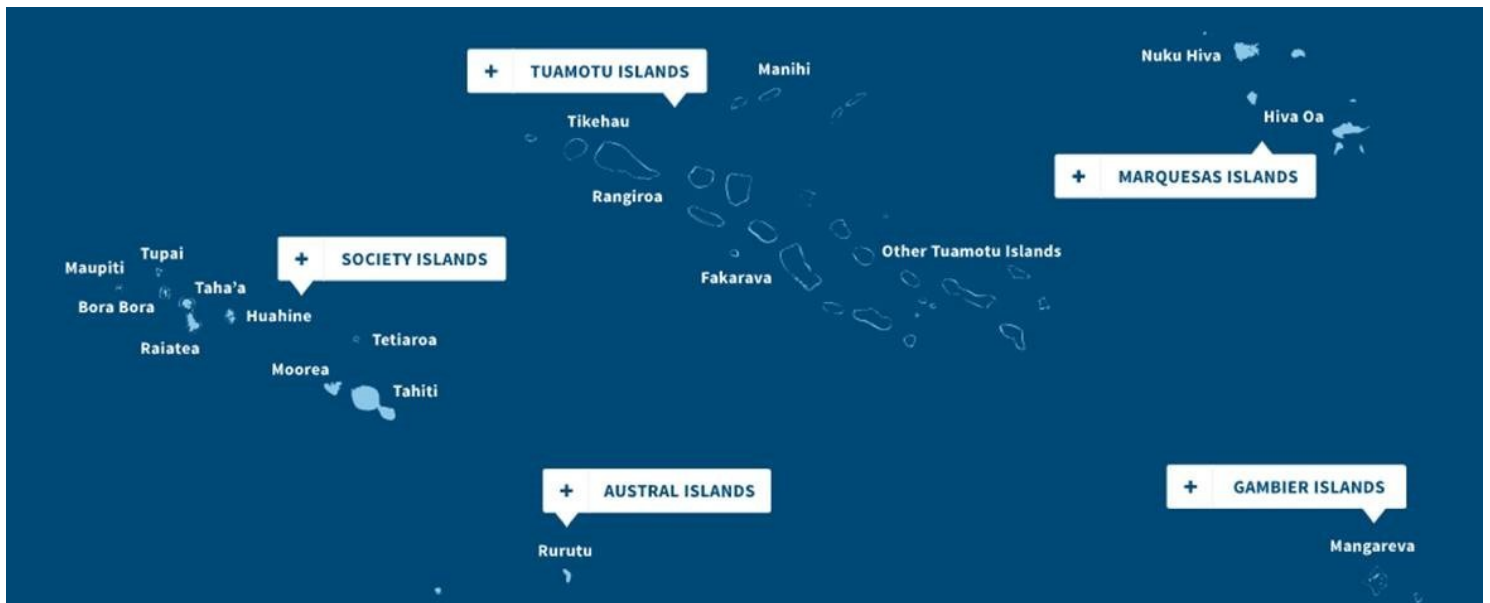 + TUAMOTU ISLANDS
Manihi
Tikehau
Rangiroa
Fakarava
Other Tuamotu Islands
Nuku Hiva
Hiva Oa
+ MARQUESAS ISLANDS
+ SOCIETY ISLANDS
Tupai
Maupiti
Taha'a
Bora Bora
Huahine
Raiatea
Tetiaroa
Moorea
Tahiti
+ AUSTRAL ISLANDS
Rurutu
+ GAMBIER ISLANDS
Mangareva